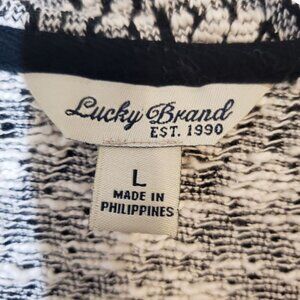 Lucky Brand
EST. 1990
L
MADE IN
PHILIPPINES